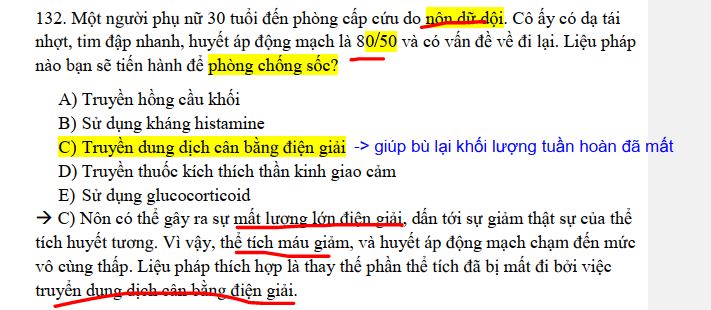 132. Một người phụ nữ 30 tuổi đến phòng cấp cứu do nôn dữ dội. Cô ấy có dạ tái
nhợt, tim đập nhanh, huyết áp động mạch là 80/50 và có vấn đề về đi lại. Liệu pháp
nào bạn sẽ tiến hành để phòng chống sốc?
A) Truyền hồng cầu khối
B) Sử dụng kháng histamine
C) Truyền dung dịch cân bằng điện giải -> giúp bù lại khối lượng tuần hoàn đã mất
D) Truyền thuốc kích thích thần kinh giao cảm
E) Sử dụng glucocorticoid
→ C) Nôn có thể gây ra sự mất lượng lớn điện giải, dẫn tới sự giảm thật sự của thể
tích huyết tương. Vì vậy, thể tích máu giảm, và huyết áp động mạch chạm đến mức
vô cùng thấp. Liệu pháp thích hợp là thay thế phần thể tích đã bị mất đi bởi việc
truyền dung dịch cân bằng điện giải.